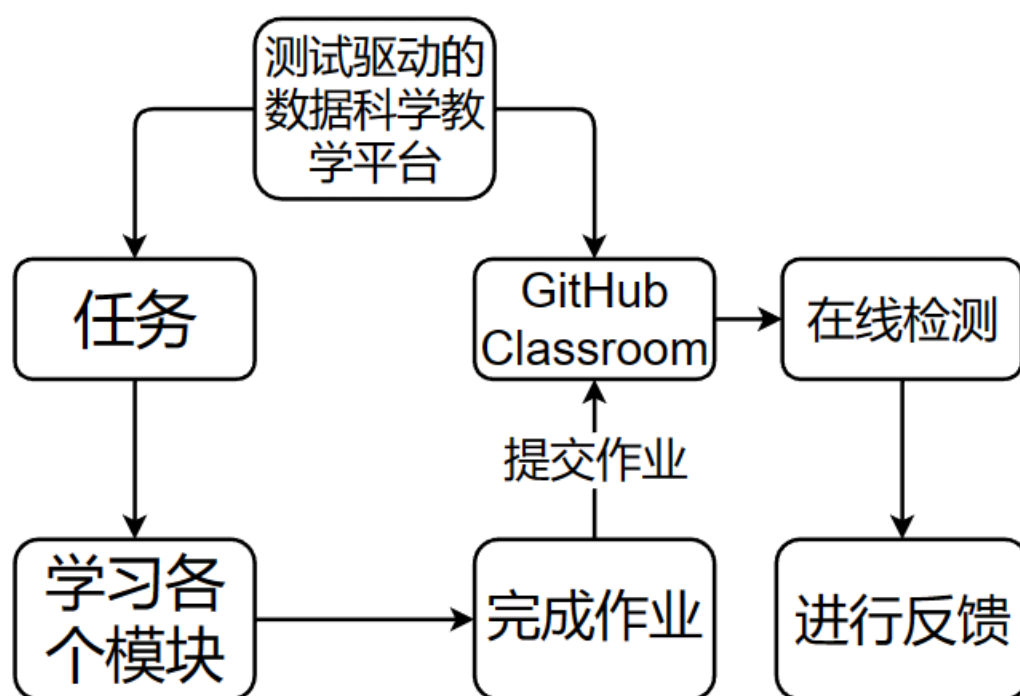 测试驱动的
数据科学教
学平台
任务
GitHub
Classroom
在线检测
提交作业
学习各
个模块
完成作业
进行反馈